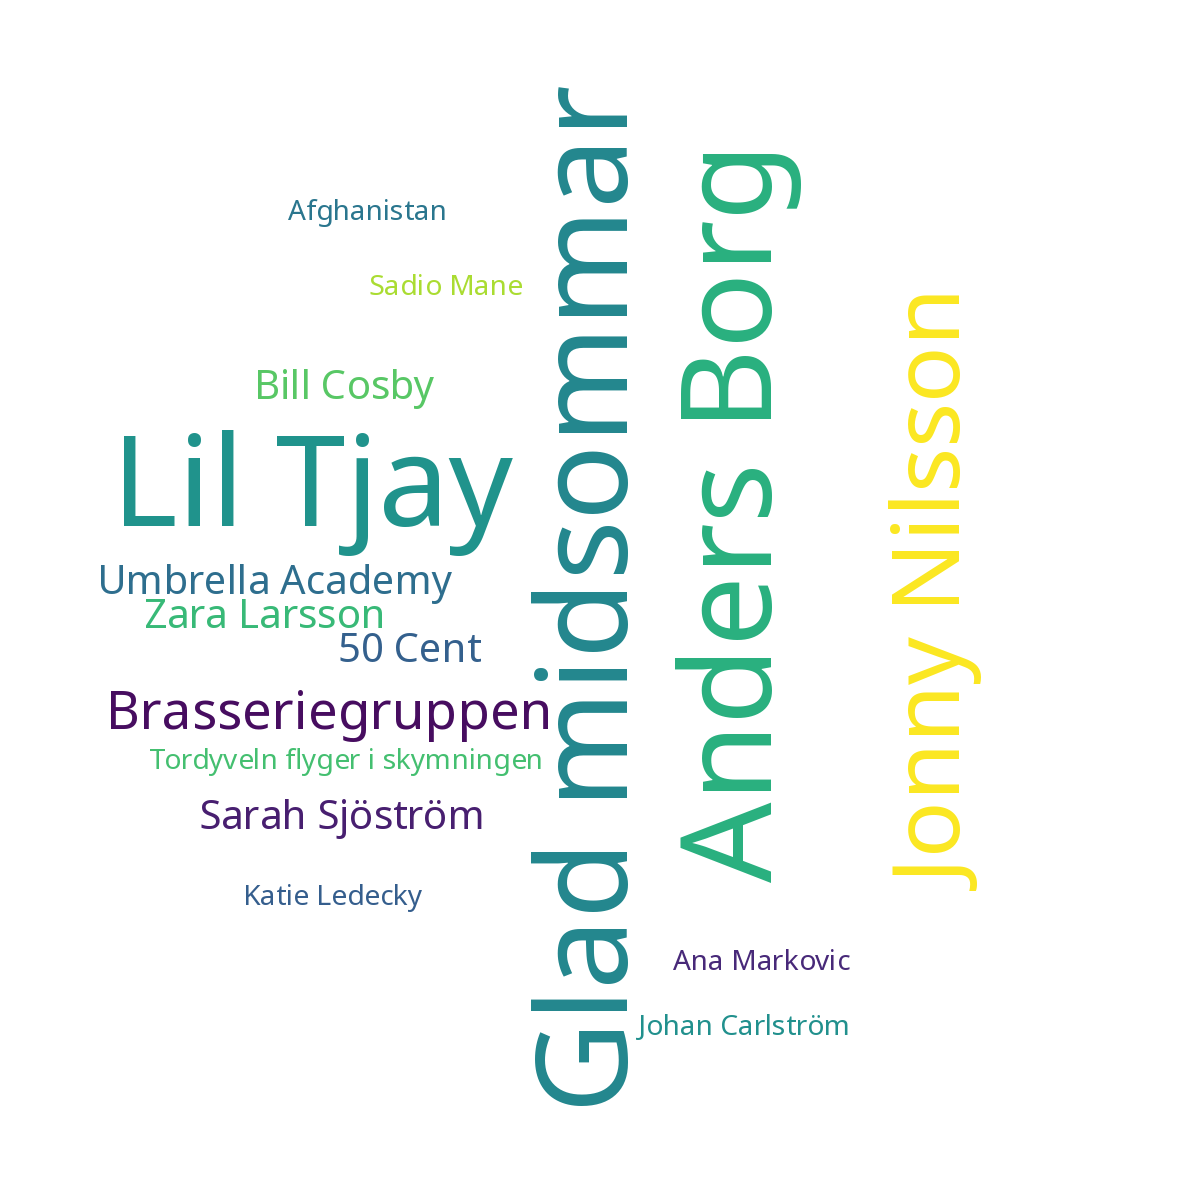 Afghanistan
Sadio Mane
Bill Cosby
Lil Tjay
Umbrella Academy
Zara Larsson
50 Cent
Brasseriegruppen
Tordyveln flyger i skymningen
Sarah Sjöström
Katie Ledecky
Glad midsommar
Anders Borg
Jonny Nilsson
Ana Markovic
Johan Carlström